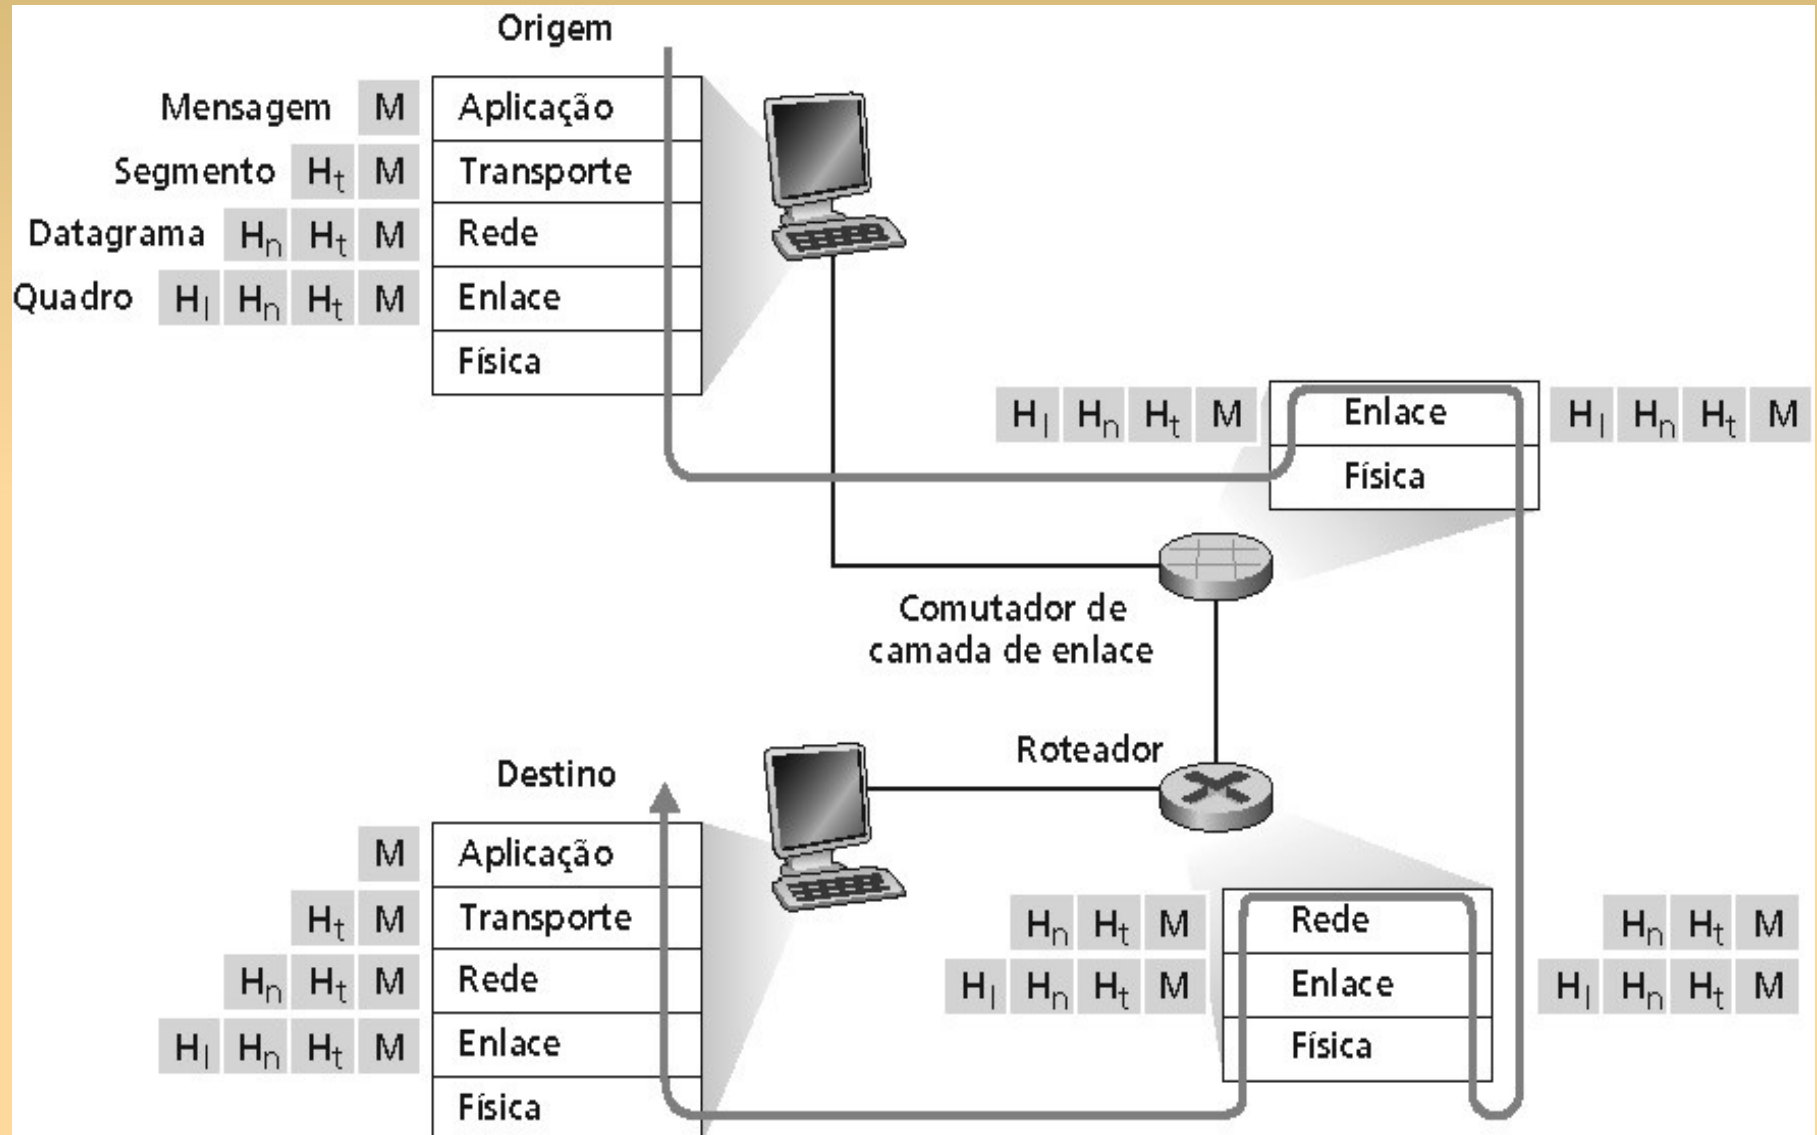 Origem
Mensagem M Aplicação
Segmento Ht M Transporte
Datagrama Hn Ht M Rede
Quadro Hl Hn Ht M Enlace
Física
Hl Hn Ht M Enlace Hl Hn Ht M
Física
Comutador de
camada de enlace
Roteador
Destino
M Aplicação
Ht M Transporte
Hn Ht M Rede
Hl Hn Ht M Enlace
Física
Hn Ht M Rede Hn Ht M
Hl Hn Ht M Enlace Hl Hn Ht M
Física